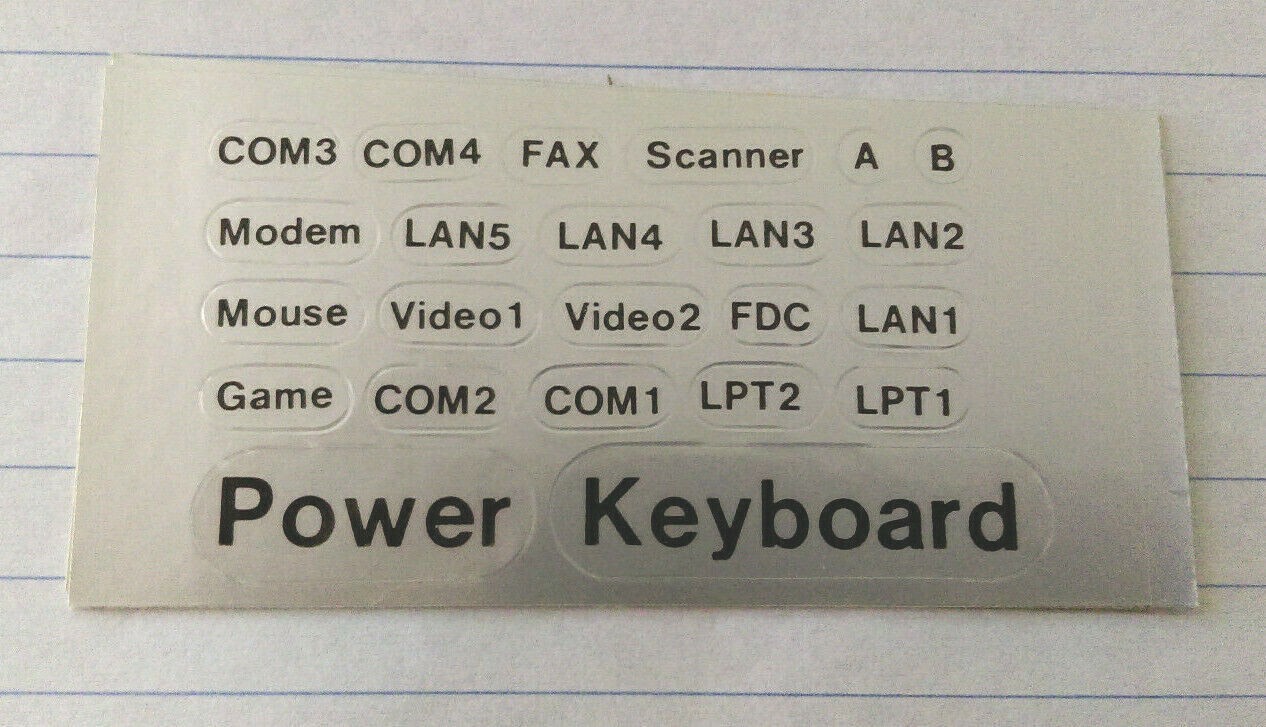 COM3 COM4 FAX Scanner A B
Modem LAN5 LAN4 LAN3 LAN2
Mouse Video1 Video2 FDC LAN1
Game COM2 COM1 LPT2 LPT1
Power Keyboard